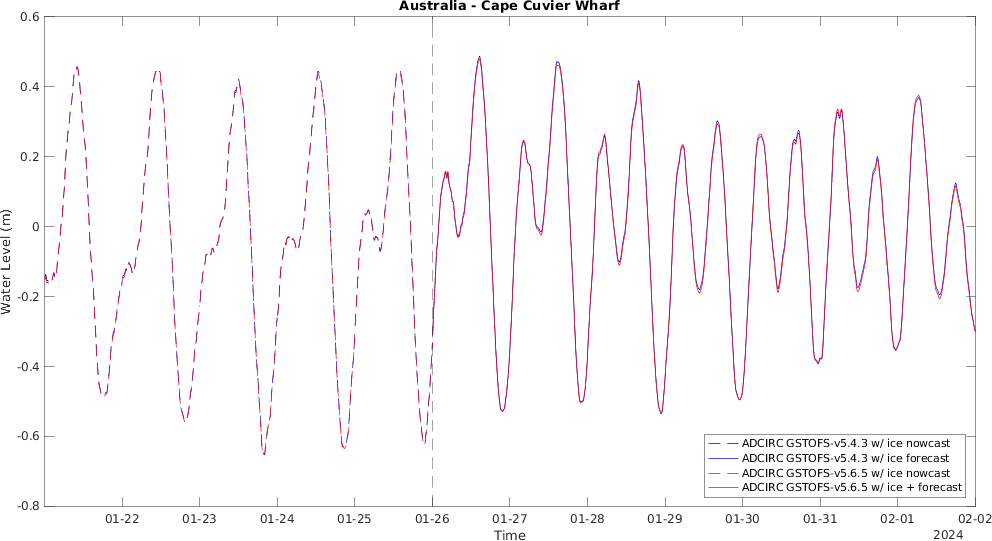 Australia - Cape Cuvier Wharf
0.6
0.4
0.2
0
-0.2
-0.4
-0.6
-0.8
Water Level (m)
01-22 01-23 01-24 01-25 01-26 01-27 01-28 01-29 01-30 01-31 02-01 02-02
Time
2024
ADCIRC GSTOFS-v5.4.3 w/ ice nowcast
ADCIRC GSTOFS-v5.4.3 w/ ice forecast
ADCIRC GSTOFS-v5.6.5 w/ ice nowcast
ADCIRC GSTOFS-v5.6.5 w/ ice + forecast